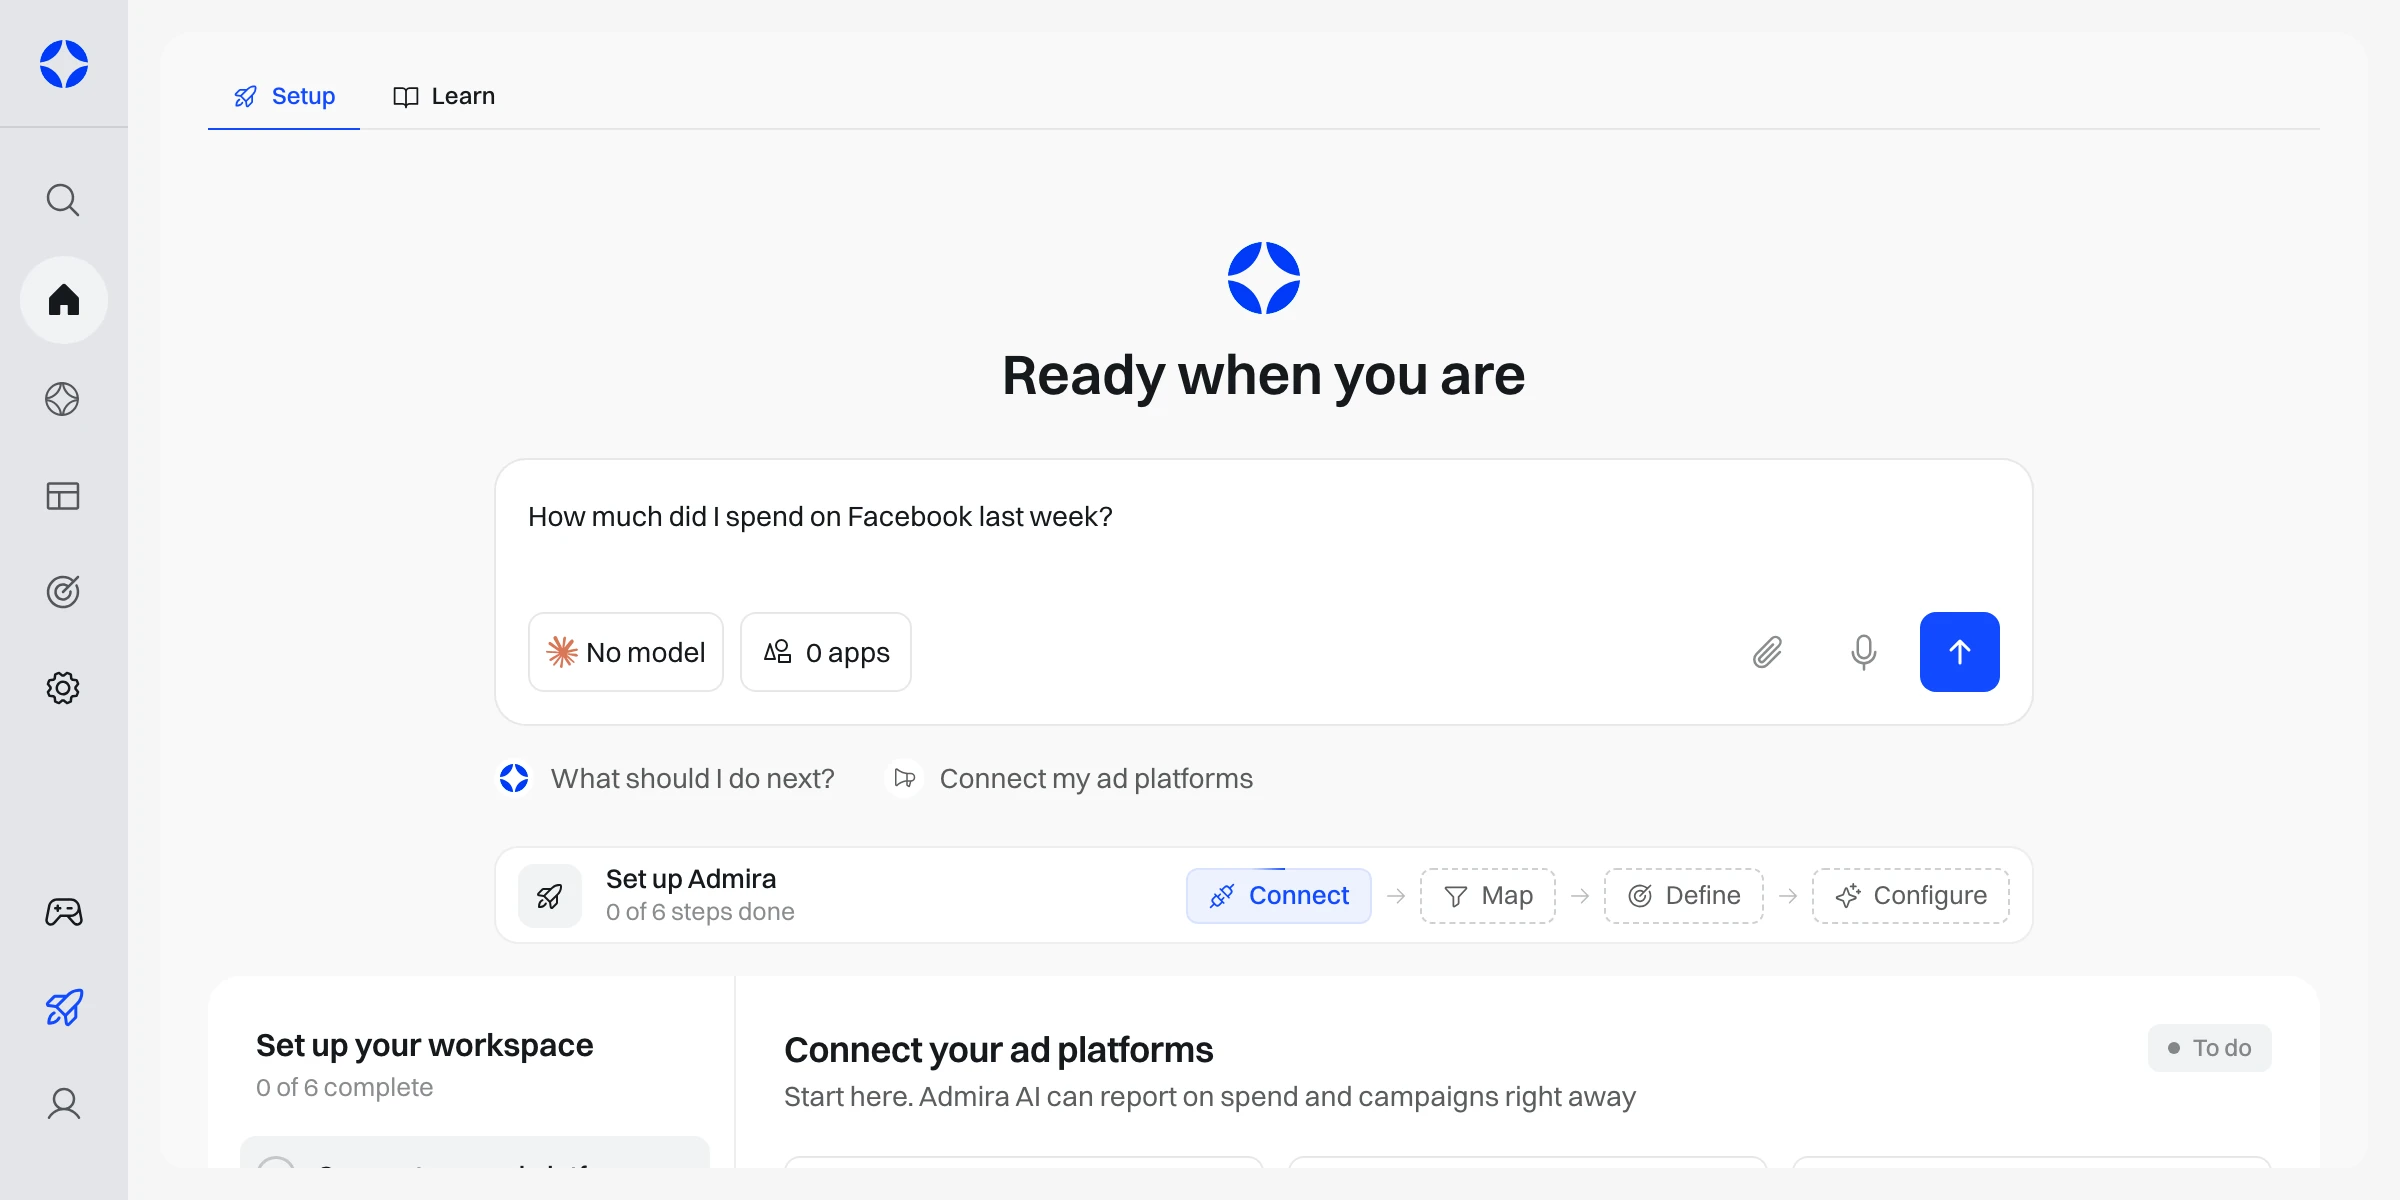 Setup
Learn
Ready when you are
How much did I spend on Facebook last week?
No model
0 apps
What should I do next?
Connect my ad platforms
Set up Admira
0 of 6 steps done
Connect
Map
Define
Configure
Set up your workspace
0 of 6 complete
Connect your ad platforms
To do
Start here. Admira AI can report on spend and campaigns right away